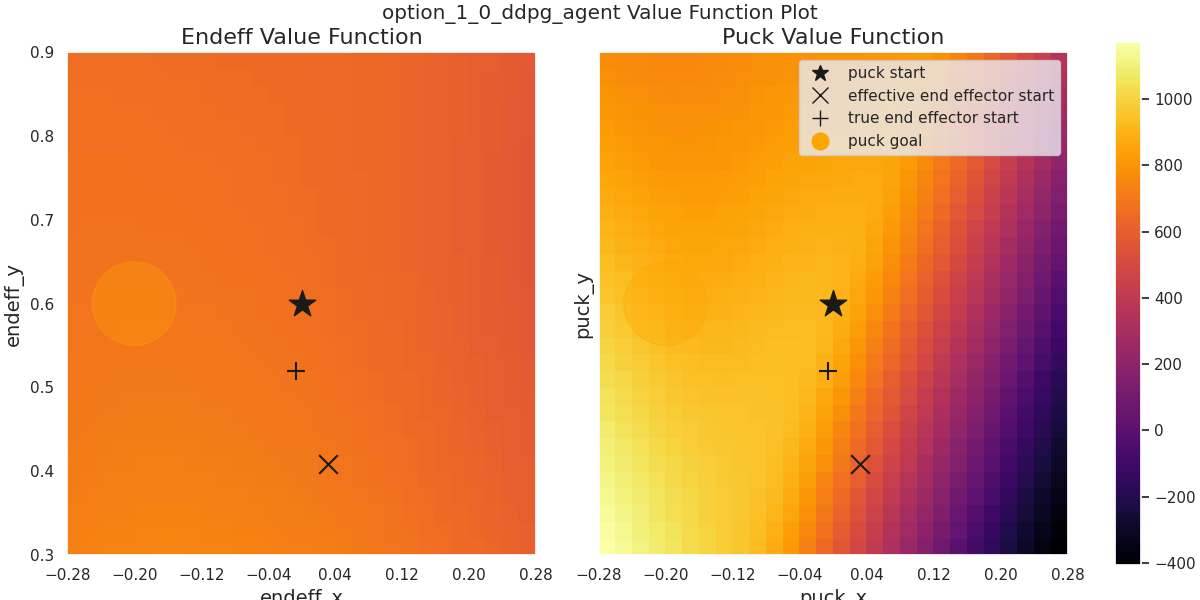 option_1_0_ddpg_agent Value Function Plot
Endeff Value Function
Puck Value Function
0.9
0.8
0.7
0.6
0.5
0.4
0.3
endeff_y
−0.28 −0.20 −0.12 −0.04 0.04 0.12 0.20 0.28
endeff_x
puck_y
puck start
effective end effector start
true end effector start
puck goal
−0.28 −0.20 −0.12 −0.04 0.04 0.12 0.20 0.28
puck_x
1000
800
600
400
200
0
−200
−400